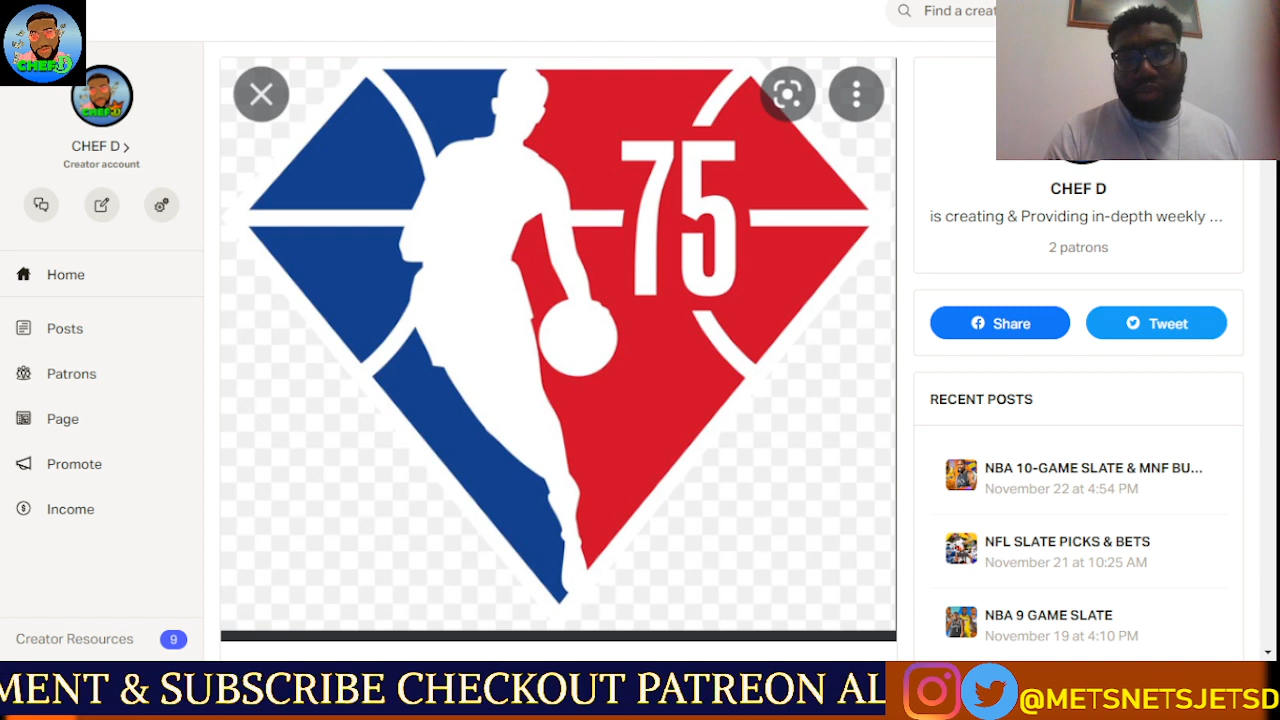 Find a creat
CHEF D
CHEF D >
Creator account
Home
Posts
Patrons
Page
Promote
Income
Creator Resources 9
75
CHEF D
is creating & Providing in-depth weekly ...
2 patrons
Share
Tweet
RECENT POSTS
NBA 10-GAME SLATE & MNF BU...
November 22 at 4:54 PM
NFL SLATE PICKS & BETS
November 21 at 10:25 AM
NBA 9 GAME SLATE
November 19 at 4:10 PM
MENT & SUBSCRIBE CHECKOUT PATREON AL
@METSNETSJETSD